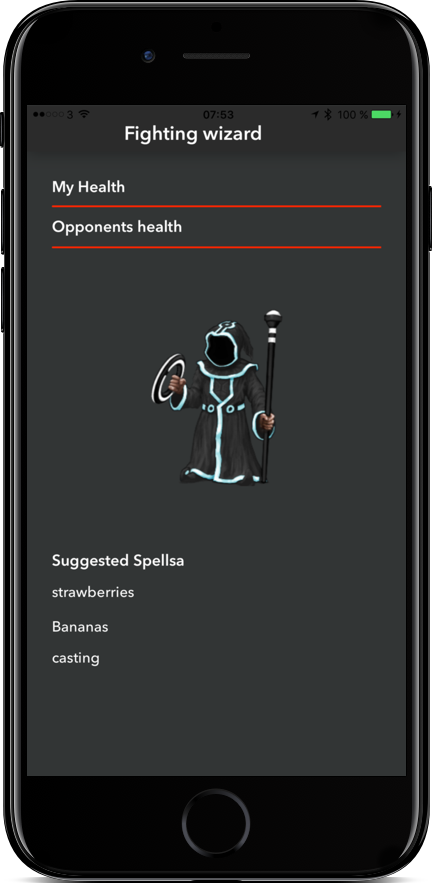 3 07:53 100 %
Fighting wizard
My Health
Opponents health
Suggested Spellsa
strawberries
Bananas
casting